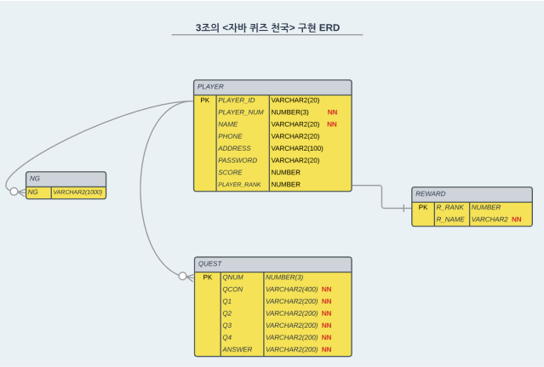 3조의 <자바 퀴즈 천국> 구현 ERD
PLAYER
PK PLAYER_ID VARCHAR2(20)
PLAYER_NUM NUMBER(3) NN
NAME VARCHAR2(20) NN
PHONE VARCHAR2(20)
ADDRESS VARCHAR2(100)
PASSWORD VARCHAR2(20)
SCORE NUMBER
PLAYER_RANK NUMBER
NG
NG VARCHAR2(1000)
REWARD
PK R_RANK NUMBER
R_NAME VARCHAR2 NN
QUEST
PK QNUM NUMBER(3)
QCON VARCHAR2(400) NN
Q1 VARCHAR2(200) NN
Q2 VARCHAR2(200) NN
Q3 VARCHAR2(200) NN
Q4 VARCHAR2(200) NN
ANSWER VARCHAR2(200) NN